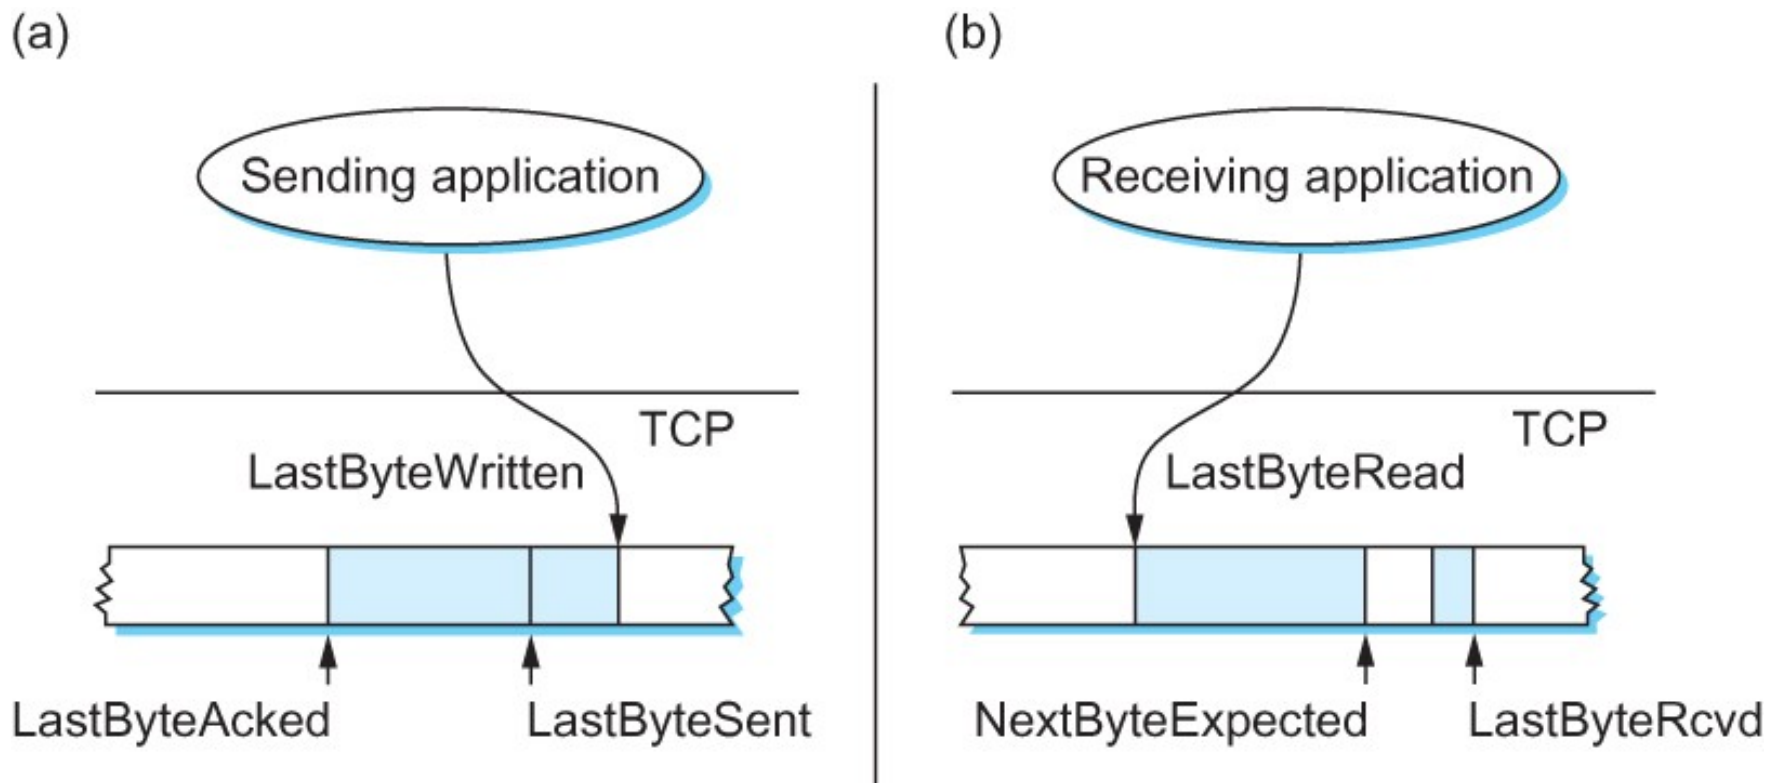 (a)
Sending application
TCP
LastByteWritten
LastByteAcked
LastByteSent
(b)
Receiving application
TCP
LastByteRead
NextByteExpected
LastByteRcvd